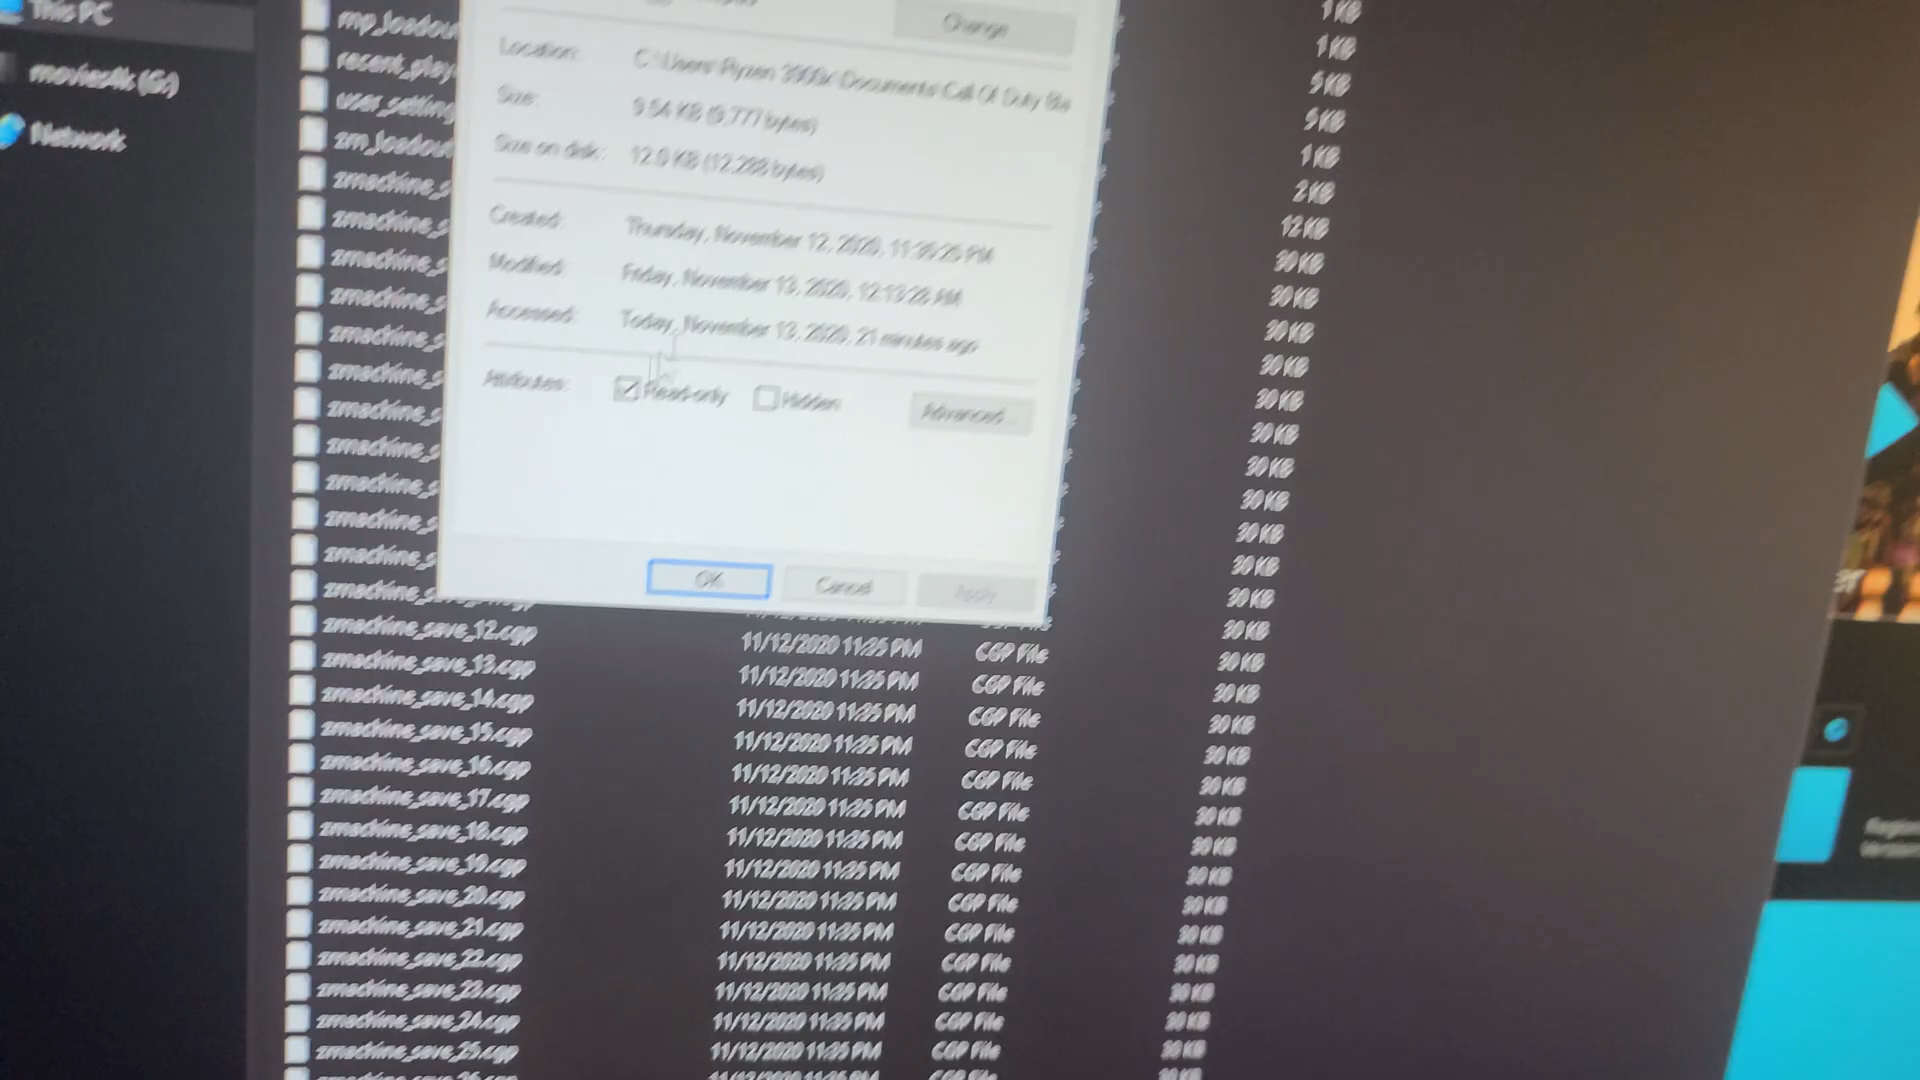 This PC
movies4k (G:)
Network
mp_loadou
recent_play
user_setting
zm_loadou
zmachine_s
zmachine_s
zmachine_s
zmachine_s
zmachine_s
zmachine_s
zmachine_s
zmachine_s
zmachine_s
zmachine_s
zmachine_s
Change...
Location: C:\Users\Ryzen 3900x\Documents\Call Of Duty Bla
Size: 9.54 KB (9,777 bytes)
Size on disk: 12.0 KB (12,288 bytes)
Created: Thursday, November 12, 2020, 11:35:25 PM
Modified: Friday, November 13, 2020, 12:13:28 AM
Accessed: Today, November 13, 2020, 21 minutes ago
Attributes: Read-only Hidden Advanced...
OK Cancel Apply
1 KB
1 KB
5 KB
5 KB
1 KB
2 KB
12 KB
30 KB
30 KB
30 KB
30 KB
30 KB
30 KB
30 KB
30 KB
30 KB
30 KB
30 KB
zmachine_save_12.cgp 11/12/2020 11:35 PM CGP File 30 KB
zmachine_save_13.cgp 11/12/2020 11:35 PM CGP File 30 KB
zmachine_save_14.cgp 11/12/2020 11:35 PM CGP File 30 KB
zmachine_save_15.cgp 11/12/2020 11:35 PM CGP File 30 KB
zmachine_save_16.cgp 11/12/2020 11:35 PM CGP File 30 KB
zmachine_save_17.cgp 11/12/2020 11:35 PM CGP File 30 KB
zmachine_save_18.cgp 11/12/2020 11:35 PM CGP File 30 KB
zmachine_save_19.cgp 11/12/2020 11:35 PM CGP File 30 KB
zmachine_save_20.cgp 11/12/2020 11:35 PM CGP File 30 KB
zmachine_save_21.cgp 11/12/2020 11:35 PM CGP File 30 KB
zmachine_save_22.cgp 11/12/2020 11:35 PM CGP File 30 KB
zmachine_save_23.cgp 11/12/2020 11:35 PM CGP File 30 KB
zmachine_save_24.cgp 11/12/2020 11:35 PM CGP File 30 KB
zmachine_save_25.cgp 11/12/2020 11:35 PM CGP File 30 KB